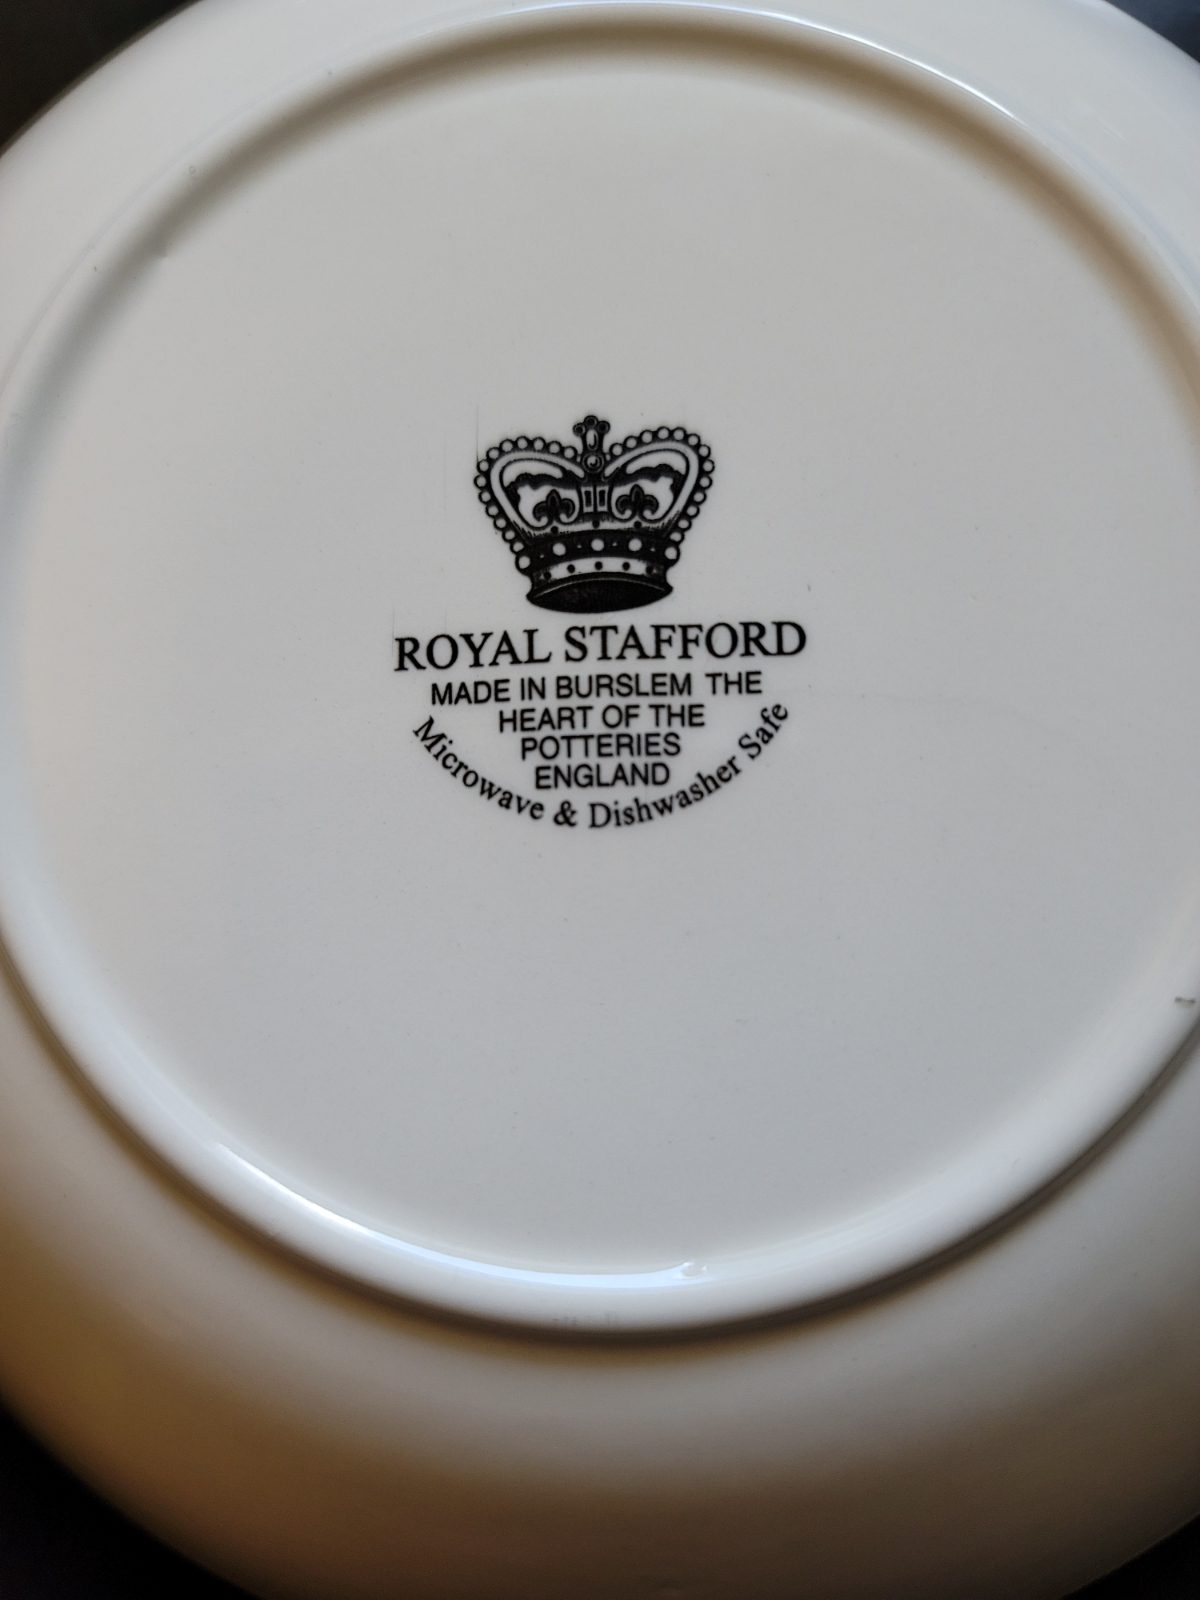 ROYAL STAFFORD
MADE IN BURSLEM THE
HEART OF THE
POTTERIES
ENGLAND
Microwave & Dishwasher Safe